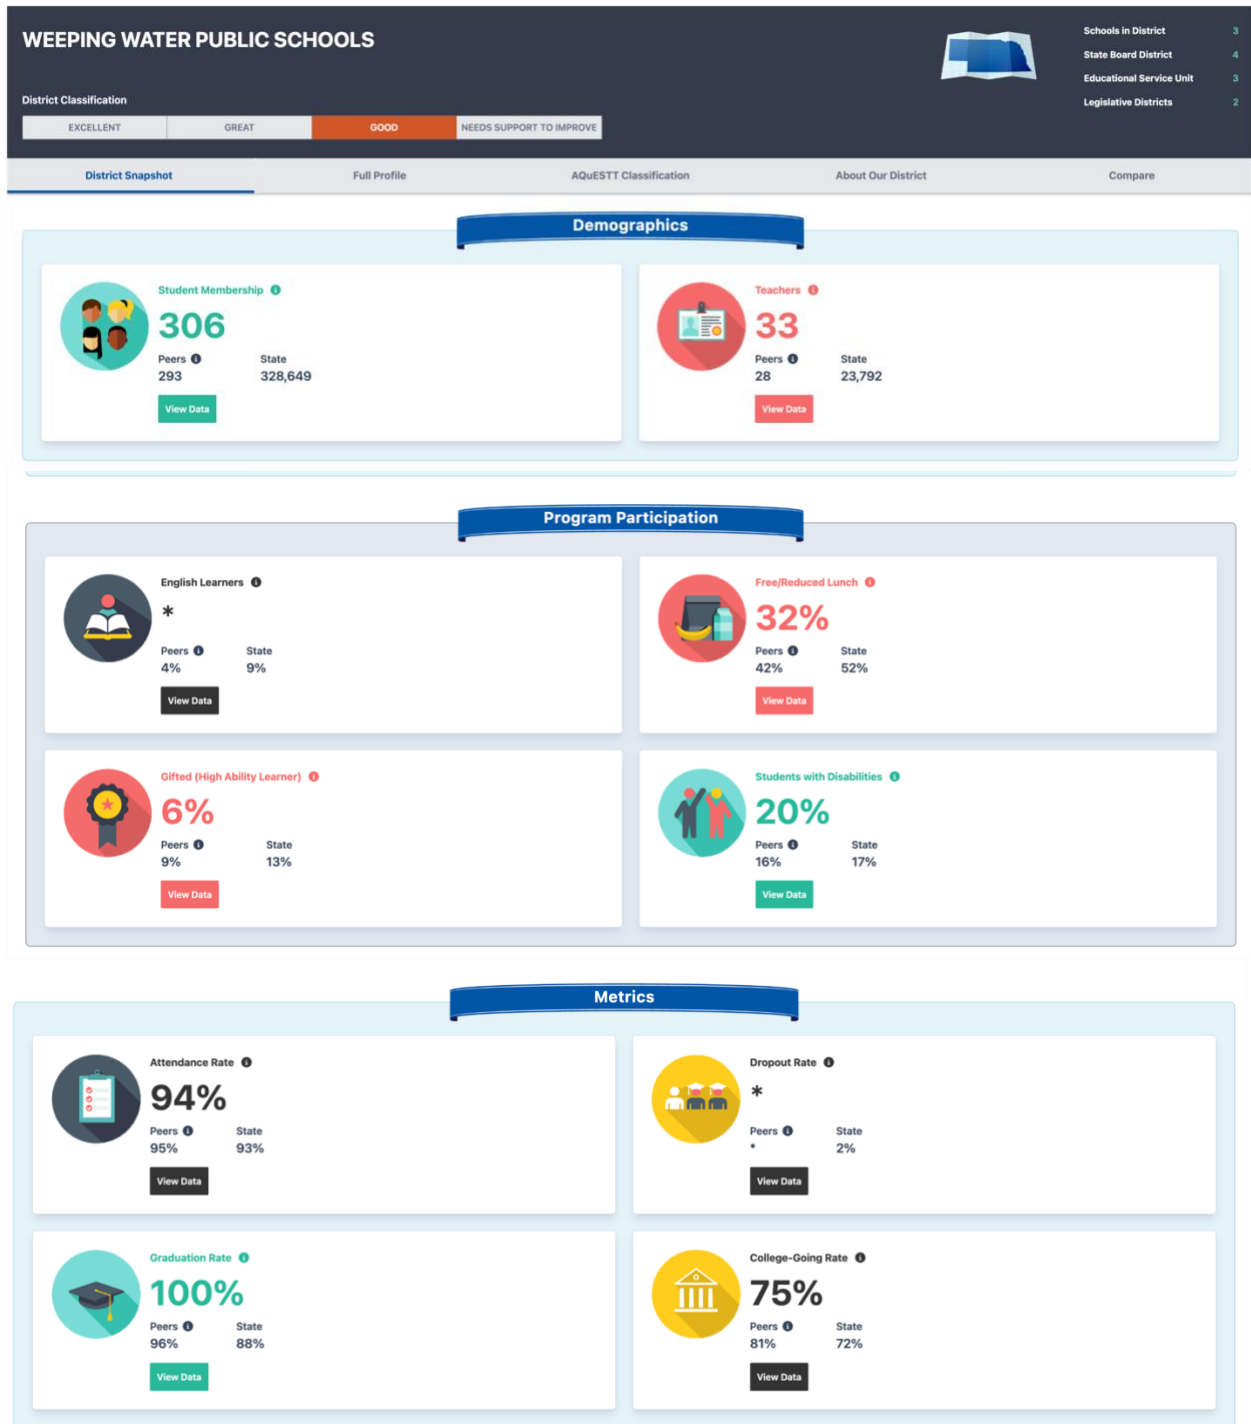 WEEPING WATER PUBLIC SCHOOLS
Schools in District 3
State Board District 4
Educational Service Unit 3
Legislative Districts 2
District Classification
EXCELLENT GREAT GOOD NEEDS SUPPORT TO IMPROVE
District Snapshot Full Profile AQuESTT Classification About Our District Compare
Demographics
Student Membership
306
Peers State
293 328,649
View Data
Teachers
33
Peers State
28 23,792
View Data
Program Participation
English Learners
*
Peers State
4% 9%
View Data
Free/Reduced Lunch
32%
Peers State
42% 52%
View Data
Gifted (High Ability Learner)
6%
Peers State
9% 13%
View Data
Students with Disabilities
20%
Peers State
16% 17%
View Data
Metrics
Attendance Rate
94%
Peers State
95% 93%
View Data
Dropout Rate
*
Peers State
* 2%
View Data
Graduation Rate
100%
Peers State
96% 88%
View Data
College-Going Rate
75%
Peers State
81% 72%
View Data